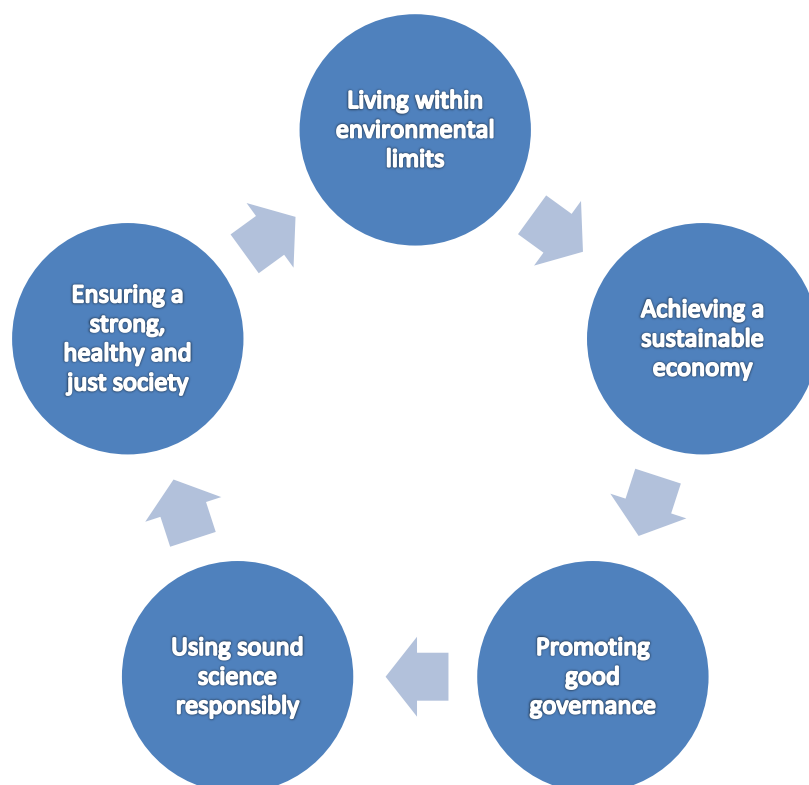 Living within
environmental
limits
Achieving a
sustainable
economy
Promoting
good
governance
Using sound
science
responsibly
Ensuring a
strong,
healthy and
just society